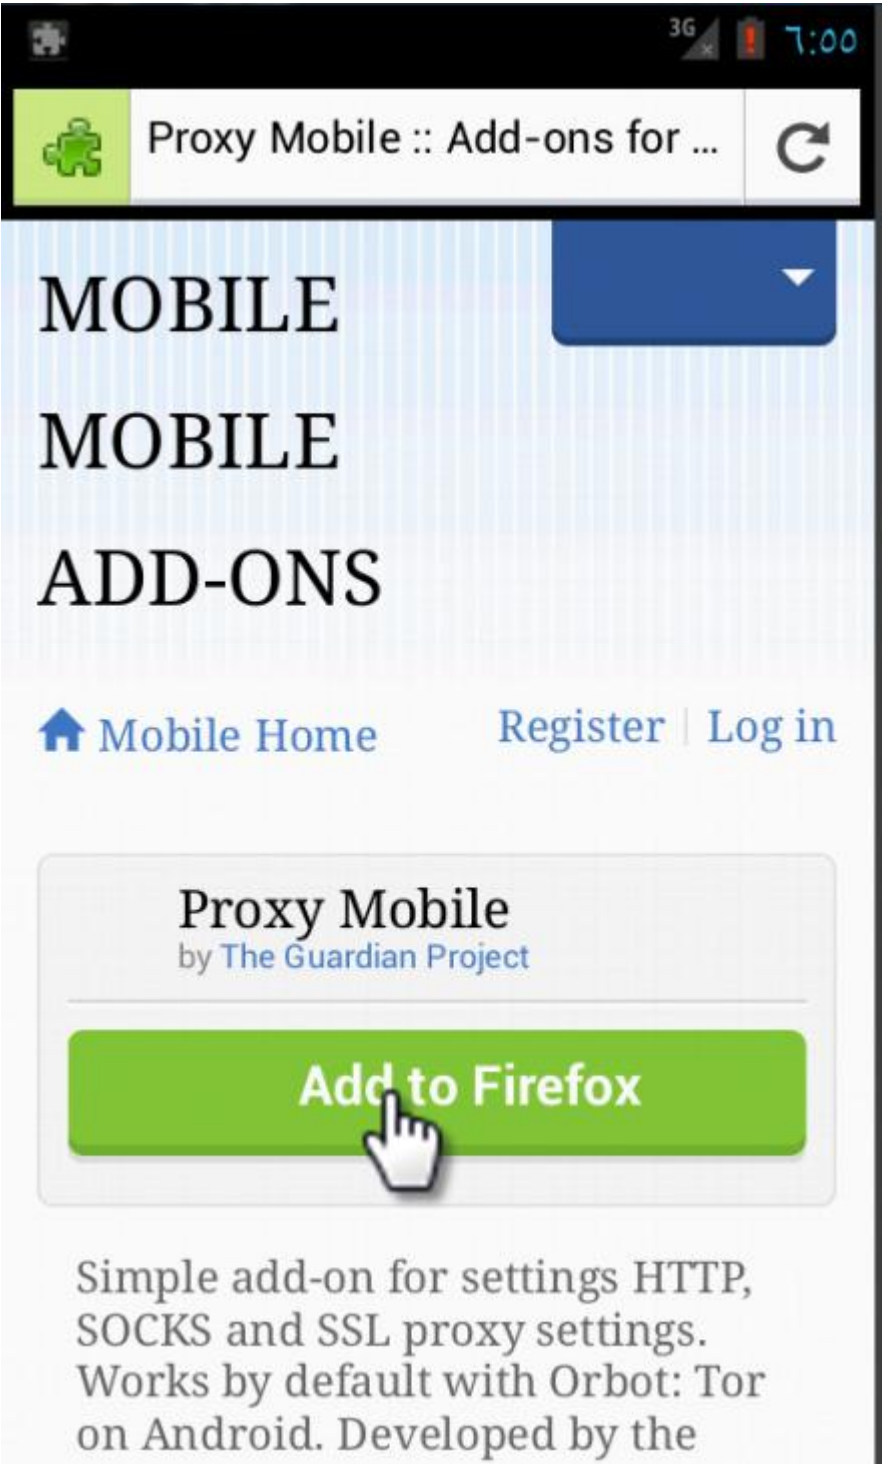 3G ٦:٥٥
Proxy Mobile :: Add-ons for ...
MOBILE
MOBILE
ADD-ONS
Mobile Home Register | Log in
Proxy Mobile
by The Guardian Project
Add to Firefox
Simple add-on for settings HTTP,
SOCKS and SSL proxy settings.
Works by default with Orbot: Tor
on Android. Developed by the